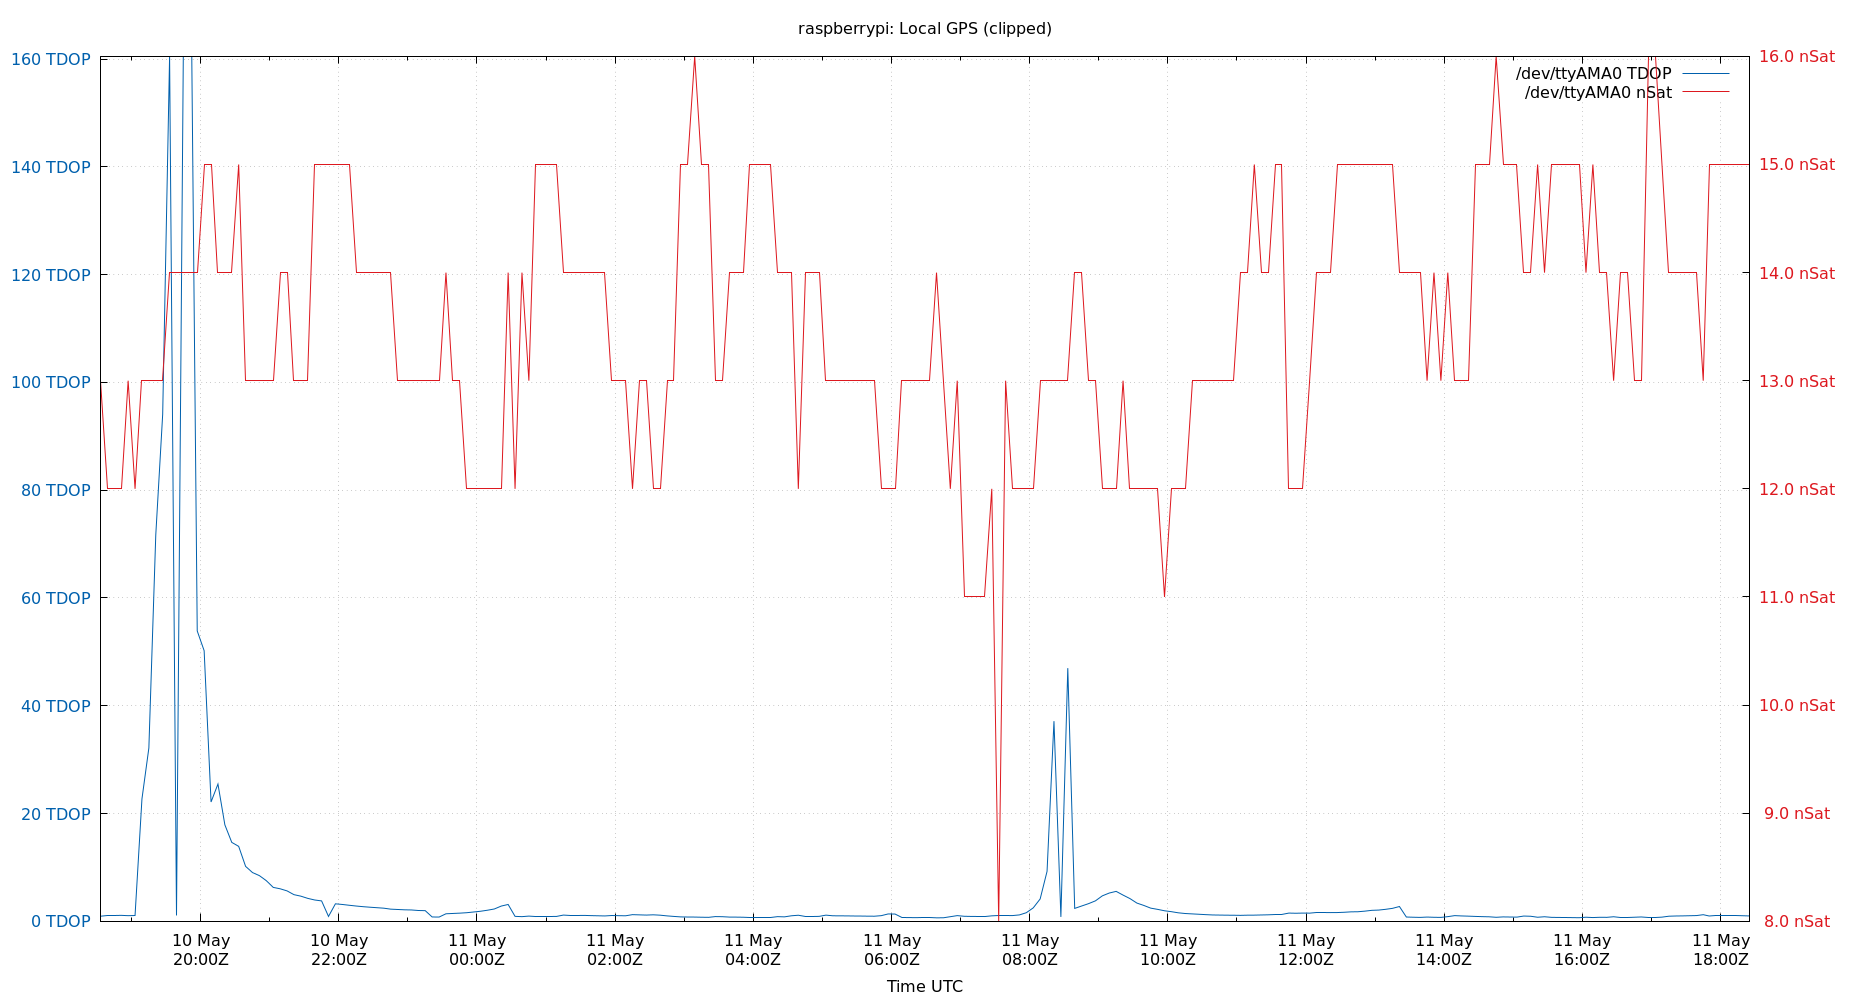 raspberrypi: Local GPS (clipped)
160 TDOP
140 TDOP
120 TDOP
100 TDOP
80 TDOP
60 TDOP
40 TDOP
20 TDOP
0 TDOP
16.0 nSat
15.0 nSat
14.0 nSat
13.0 nSat
12.0 nSat
11.0 nSat
10.0 nSat
9.0 nSat
8.0 nSat
/dev/ttyAMA0 TDOP
/dev/ttyAMA0 nSat
10 May
20:00Z
10 May
22:00Z
11 May
00:00Z
11 May
02:00Z
11 May
04:00Z
11 May
06:00Z
11 May
08:00Z
11 May
10:00Z
11 May
12:00Z
11 May
14:00Z
11 May
16:00Z
11 May
18:00Z
Time UTC